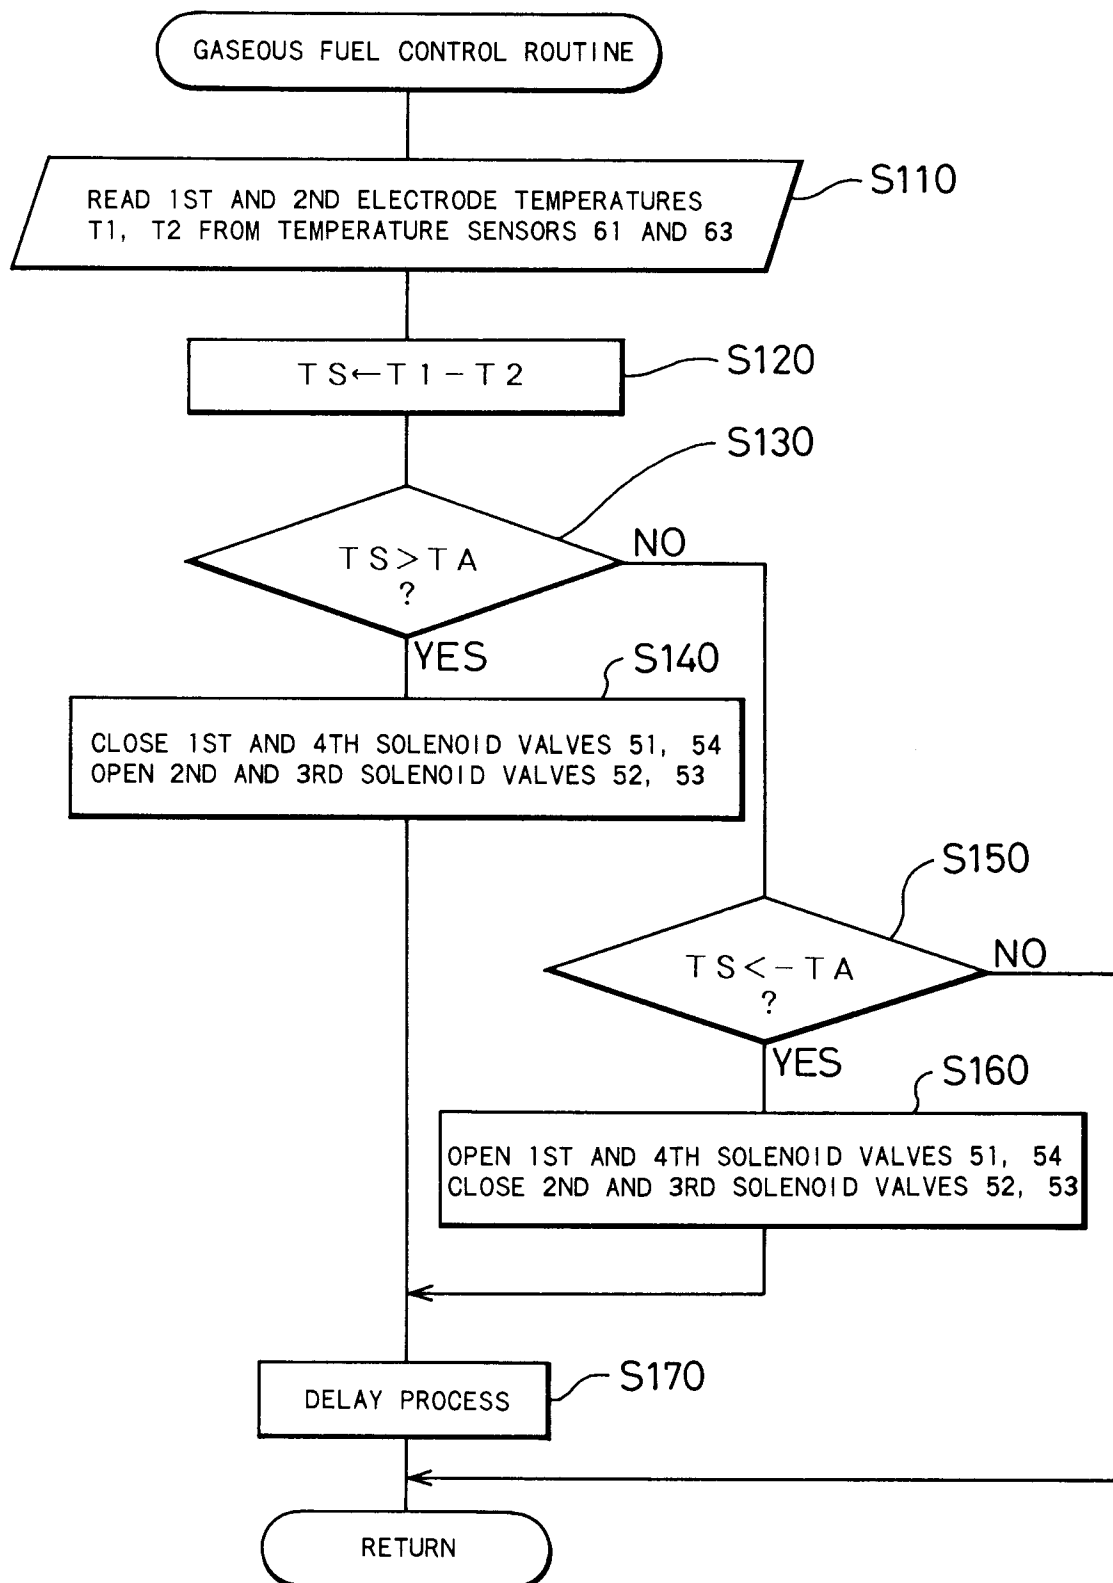 GASEOUS FUEL CONTROL ROUTINE
READ 1ST AND 2ND ELECTRODE TEMPERATURES
T1, T2 FROM TEMPERATURE SENSORS 61 AND 63
S110
TS←T1-T2
S120
S130
TS>TA
?
NO
YES
S140
CLOSE 1ST AND 4TH SOLENOID VALVES 51, 54
OPEN 2ND AND 3RD SOLENOID VALVES 52, 53
S150
TS<-TA
?
NO
YES
S160
OPEN 1ST AND 4TH SOLENOID VALVES 51, 54
CLOSE 2ND AND 3RD SOLENOID VALVES 52, 53
DELAY PROCESS
S170
RETURN